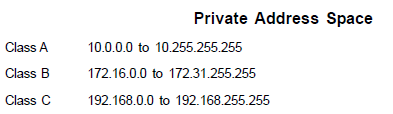 Private Address Space
Class A 10.0.0.0 to 10.255.255.255
Class B 172.16.0.0 to 172.31.255.255
Class C 192.168.0.0 to 192.168.255.255